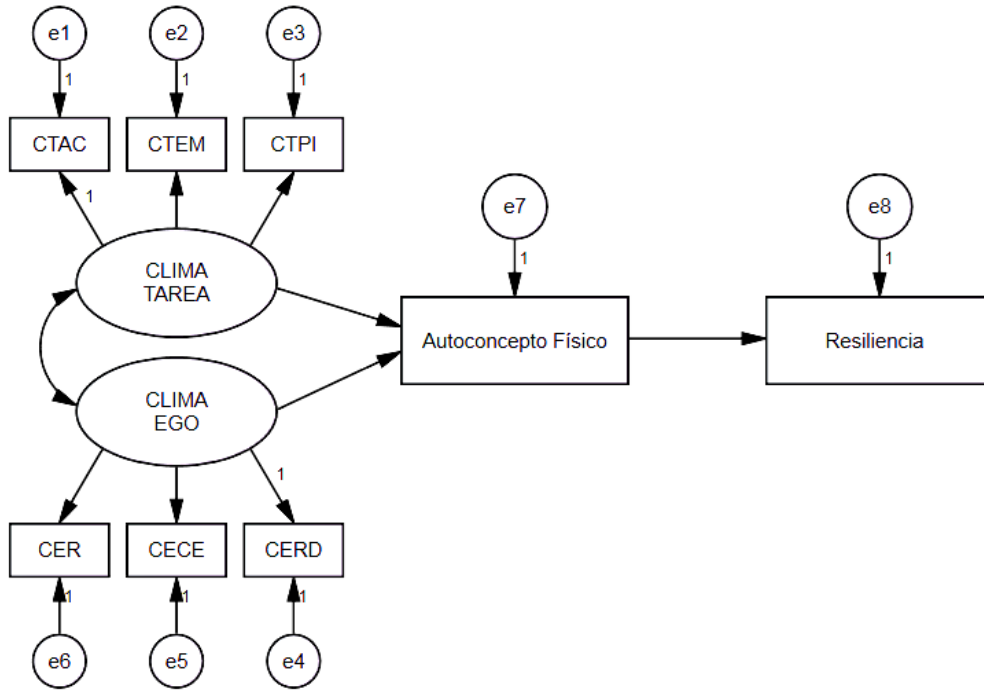 e1
e2
e3
1
1
1
CTAC
CTEM
CTPI
1
CLIMA
TAREA
e7
1
e8
1
Autoconcepto Físico
Resiliencia
CLIMA
EGO
1
CER
CECE
CERD
1
1
1
e6
e5
e4